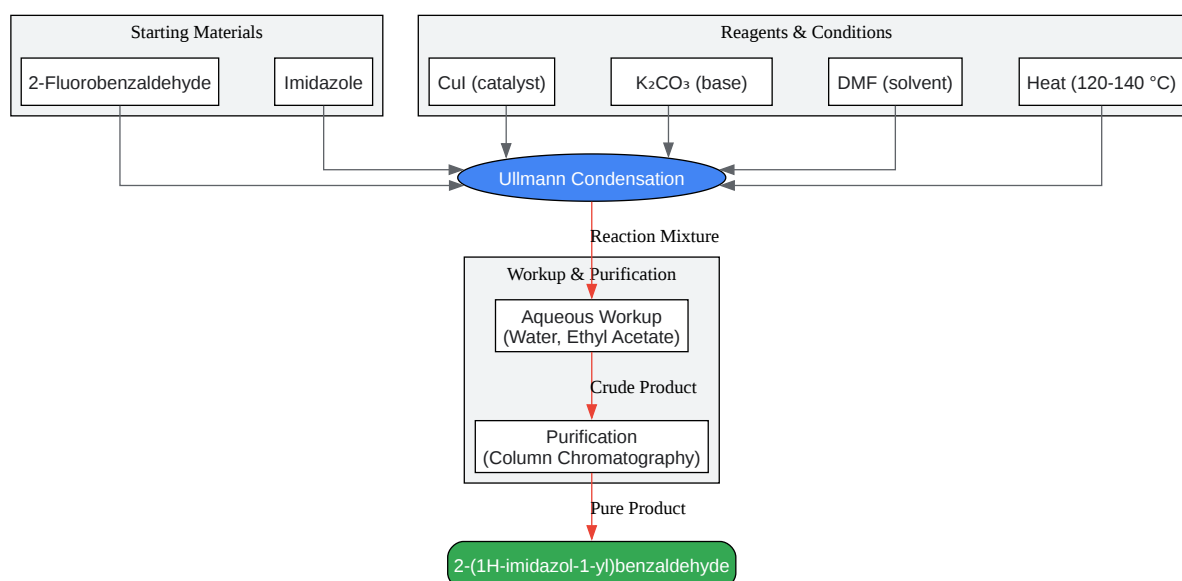 Starting Materials
Reagents & Conditions
2-Fluorobenzaldehyde
Imidazole
CuI (catalyst)
K₂CO₃ (base)
DMF (solvent)
Heat (120-140 °C)
Ullmann Condensation
Reaction Mixture
Workup & Purification
Aqueous Workup
(Water, Ethyl Acetate)
Crude Product
Purification
(Column Chromatography)
Pure Product
2-(1H-imidazol-1-yl)benzaldehyde